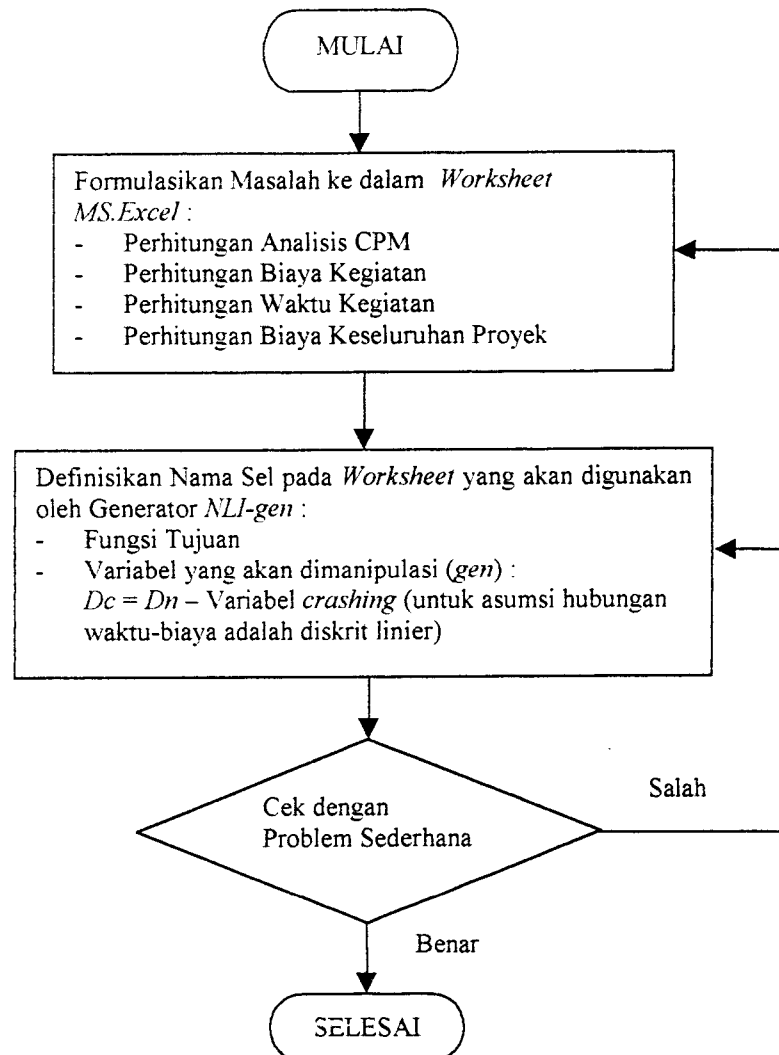 MULAI
Formulasikan Masalah ke dalam Worksheet
MS.Excel :
- Perhitungan Analisis CPM
- Perhitungan Biaya Kegiatan
- Perhitungan Waktu Kegiatan
- Perhitungan Biaya Keseluruhan Proyek
Definisikan Nama Sel pada Worksheet yang akan digunakan
oleh Generator NLI-gen :
- Fungsi Tujuan
- Variabel yang akan dimanipulasi (gen) :
Dc = Dn – Variabel crashing (untuk asumsi hubungan
waktu-biaya adalah diskrit linier)
Cek dengan
Problem Sederhana
Salah
Benar
SELESAI